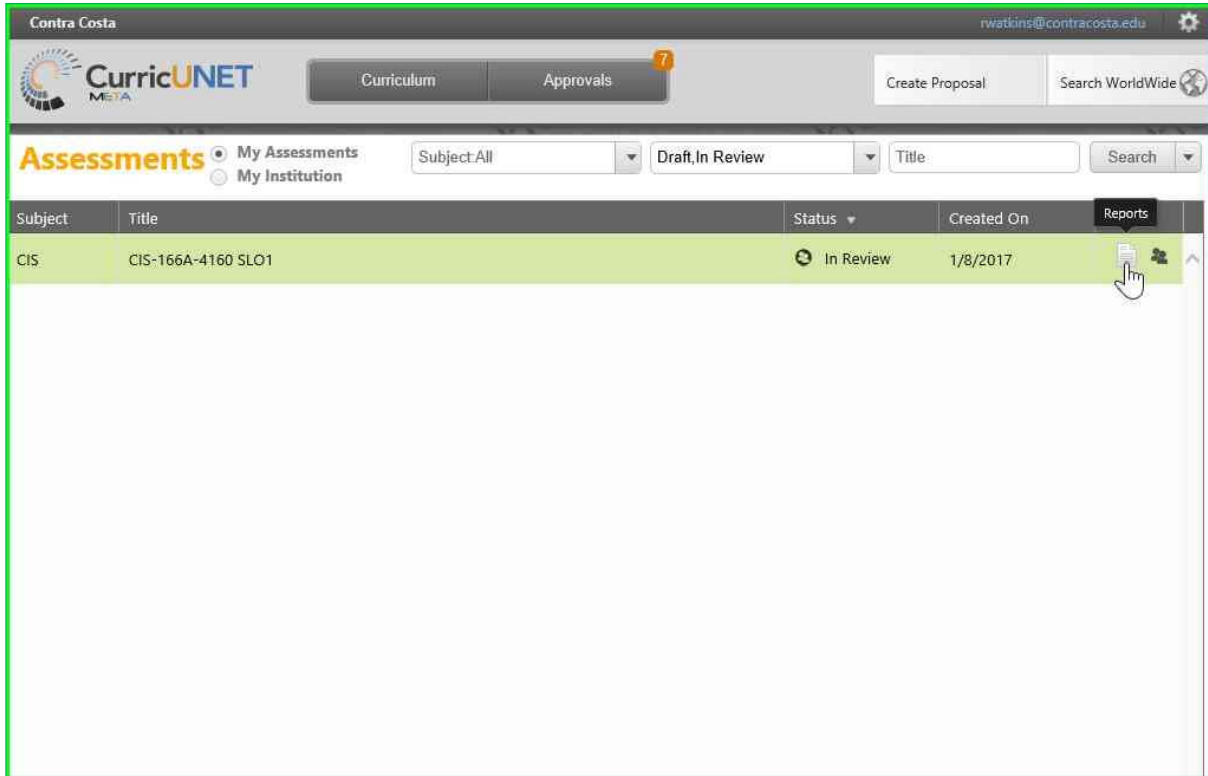 Contra Costa rwatkins@contracosta.edu
CurricUNET
META
Curriculum Approvals 7 Create Proposal Search WorldWide
Assessments My Assessments Subject:All Draft,In Review Title Search
My Institution
Subject Title Status Created On Reports
CIS CIS-166A-4160 SLO1 In Review 1/8/2017